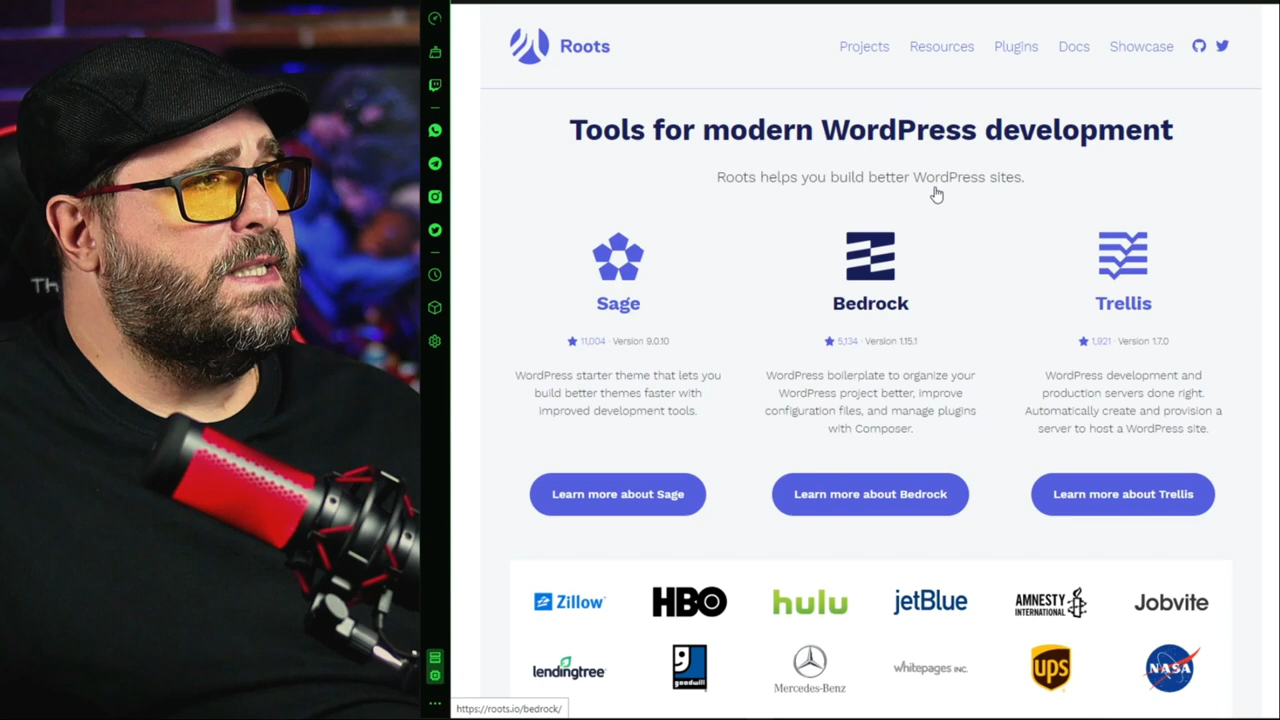 Th
Roots
Projects Resources Plugins Docs Showcase
Tools for modern WordPress development
Roots helps you build better WordPress sites.
Sage
11,004 · Version 9.0.10
WordPress starter theme that lets you
build better themes faster with
improved development tools.
Learn more about Sage
Bedrock
5,134 · Version 1.15.1
WordPress boilerplate to organize your
WordPress project better, improve
configuration files, and manage plugins
with Composer.
Learn more about Bedrock
Trellis
1,921 · Version 1.7.0
WordPress development and
production servers done right.
Automatically create and provision a
server to host a WordPress site.
Learn more about Trellis
Zillow HBO hulu jetBlue AMNESTY INTERNATIONAL Jobvite
lendingtree goodwill Mercedes-Benz whitepages INC. ups NASA
https://roots.io/bedrock/